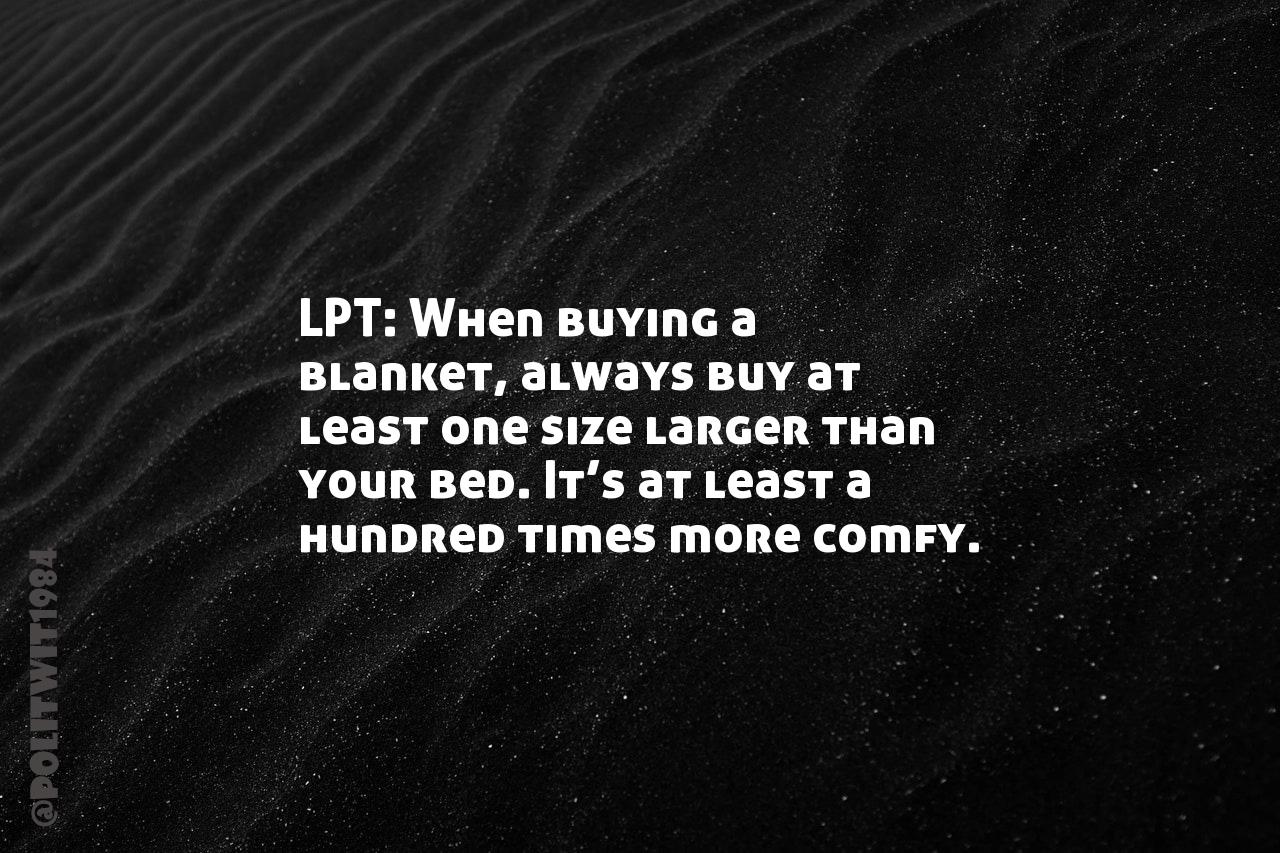 LPT: When buying a
blanket, always buy at
least one size larger than
your bed. It’s at least a
hundred times more comfy.
@POLITWIT1984